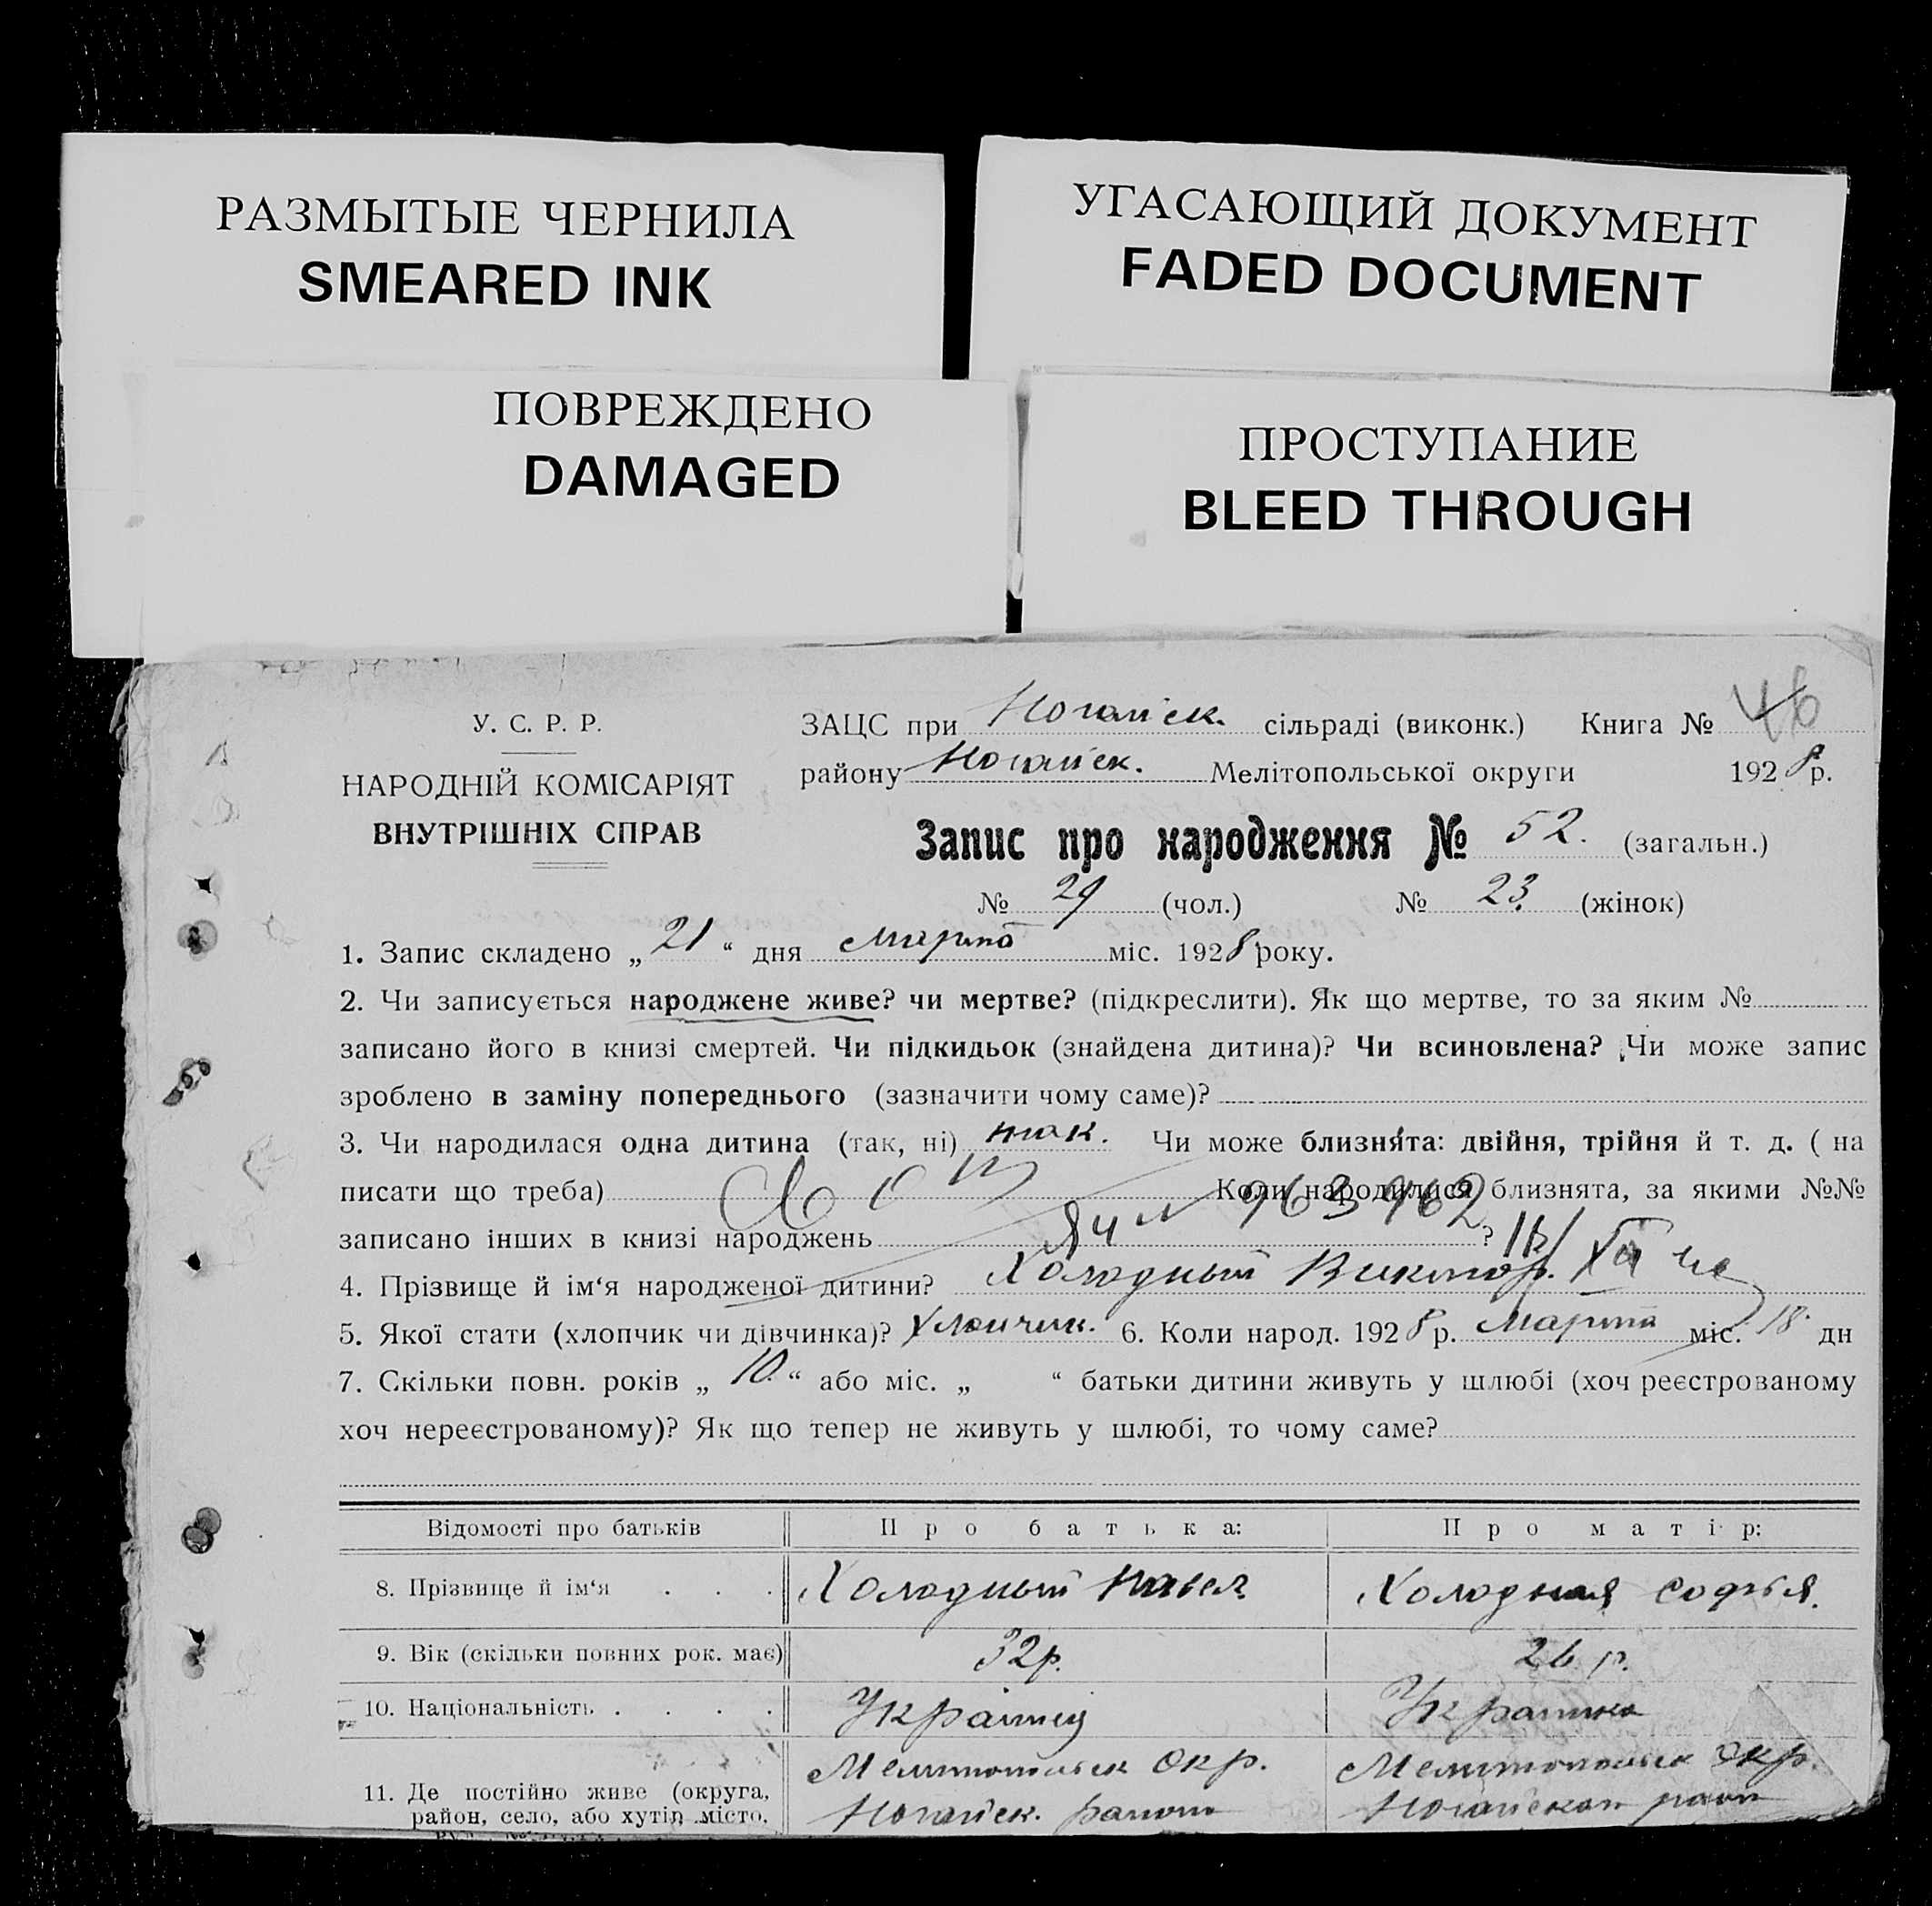 РАЗМЫТЫЕ ЧЕРНИЛА
SMEARED INK
УГАСАЮЩИЙ ДОКУМЕНТ
FADED DOCUMENT
ПОВРЕЖДЕНО
DAMAGED
ПРОСТУПАНИЕ
BLEED THROUGH
У. С. Р. Р.
НАРОДНІЙ КОМІСАРІЯТ
ВНУТРІШНІХ СПРАВ
ЗАЦС при Ногайск. сільраді (виконк.) Книга №
району Ногайск. Мелітопольської округи 1928 р.
Запис про народження № 52. (загальн.)
№ 29 (чол.) № 23. (жінок)
1. Запис складено „ 21 “ дня марта міс. 1928 року.
2. Чи записується народжене живе? чи мертве? (підкреслити). Як що мертве, то за яким №
записано його в книзі смертей. Чи підкидьок (знайдена дитина)? Чи всиновлена? Чи може запис
зроблено в заміну попереднього (зазначити чому саме)?
3. Чи народилася одна дитина (так, ні) так. Чи може близнята: двійня, трійня й т. д. ( на
писати що треба) Коли народилися близнята, за якими №№
записано інших в книзі народжень ?
4. Прізвище й ім‘я народженої дитини? Холодный Виктор.
5. Якої стати (хлопчик чи дівчинка)? Хлопчик. 6. Коли народ. 1928 р. Марта міс. 18. дн
7. Скільки повн. років „ 10. “ або міс. „ “ батьки дитини живуть у шлюбі (хоч реєстрованому
хоч нереєстрованому)? Як що тепер не живуть у шлюбі, то чому саме?
Відомості про батьків Про батька: Про матір:
8. Прізвище й ім‘я . . . Холодный Павел Холодная Софья.
9. Вік (скільки повних рок. має) 32 р. 26 р.
10. Національність . . . . Українец Українка
11. Де постійно живе (округа, Мелитопольск окр. Мелитопольск окр.
район, село, або хутір, місто, Ногайск. район Ногайском район